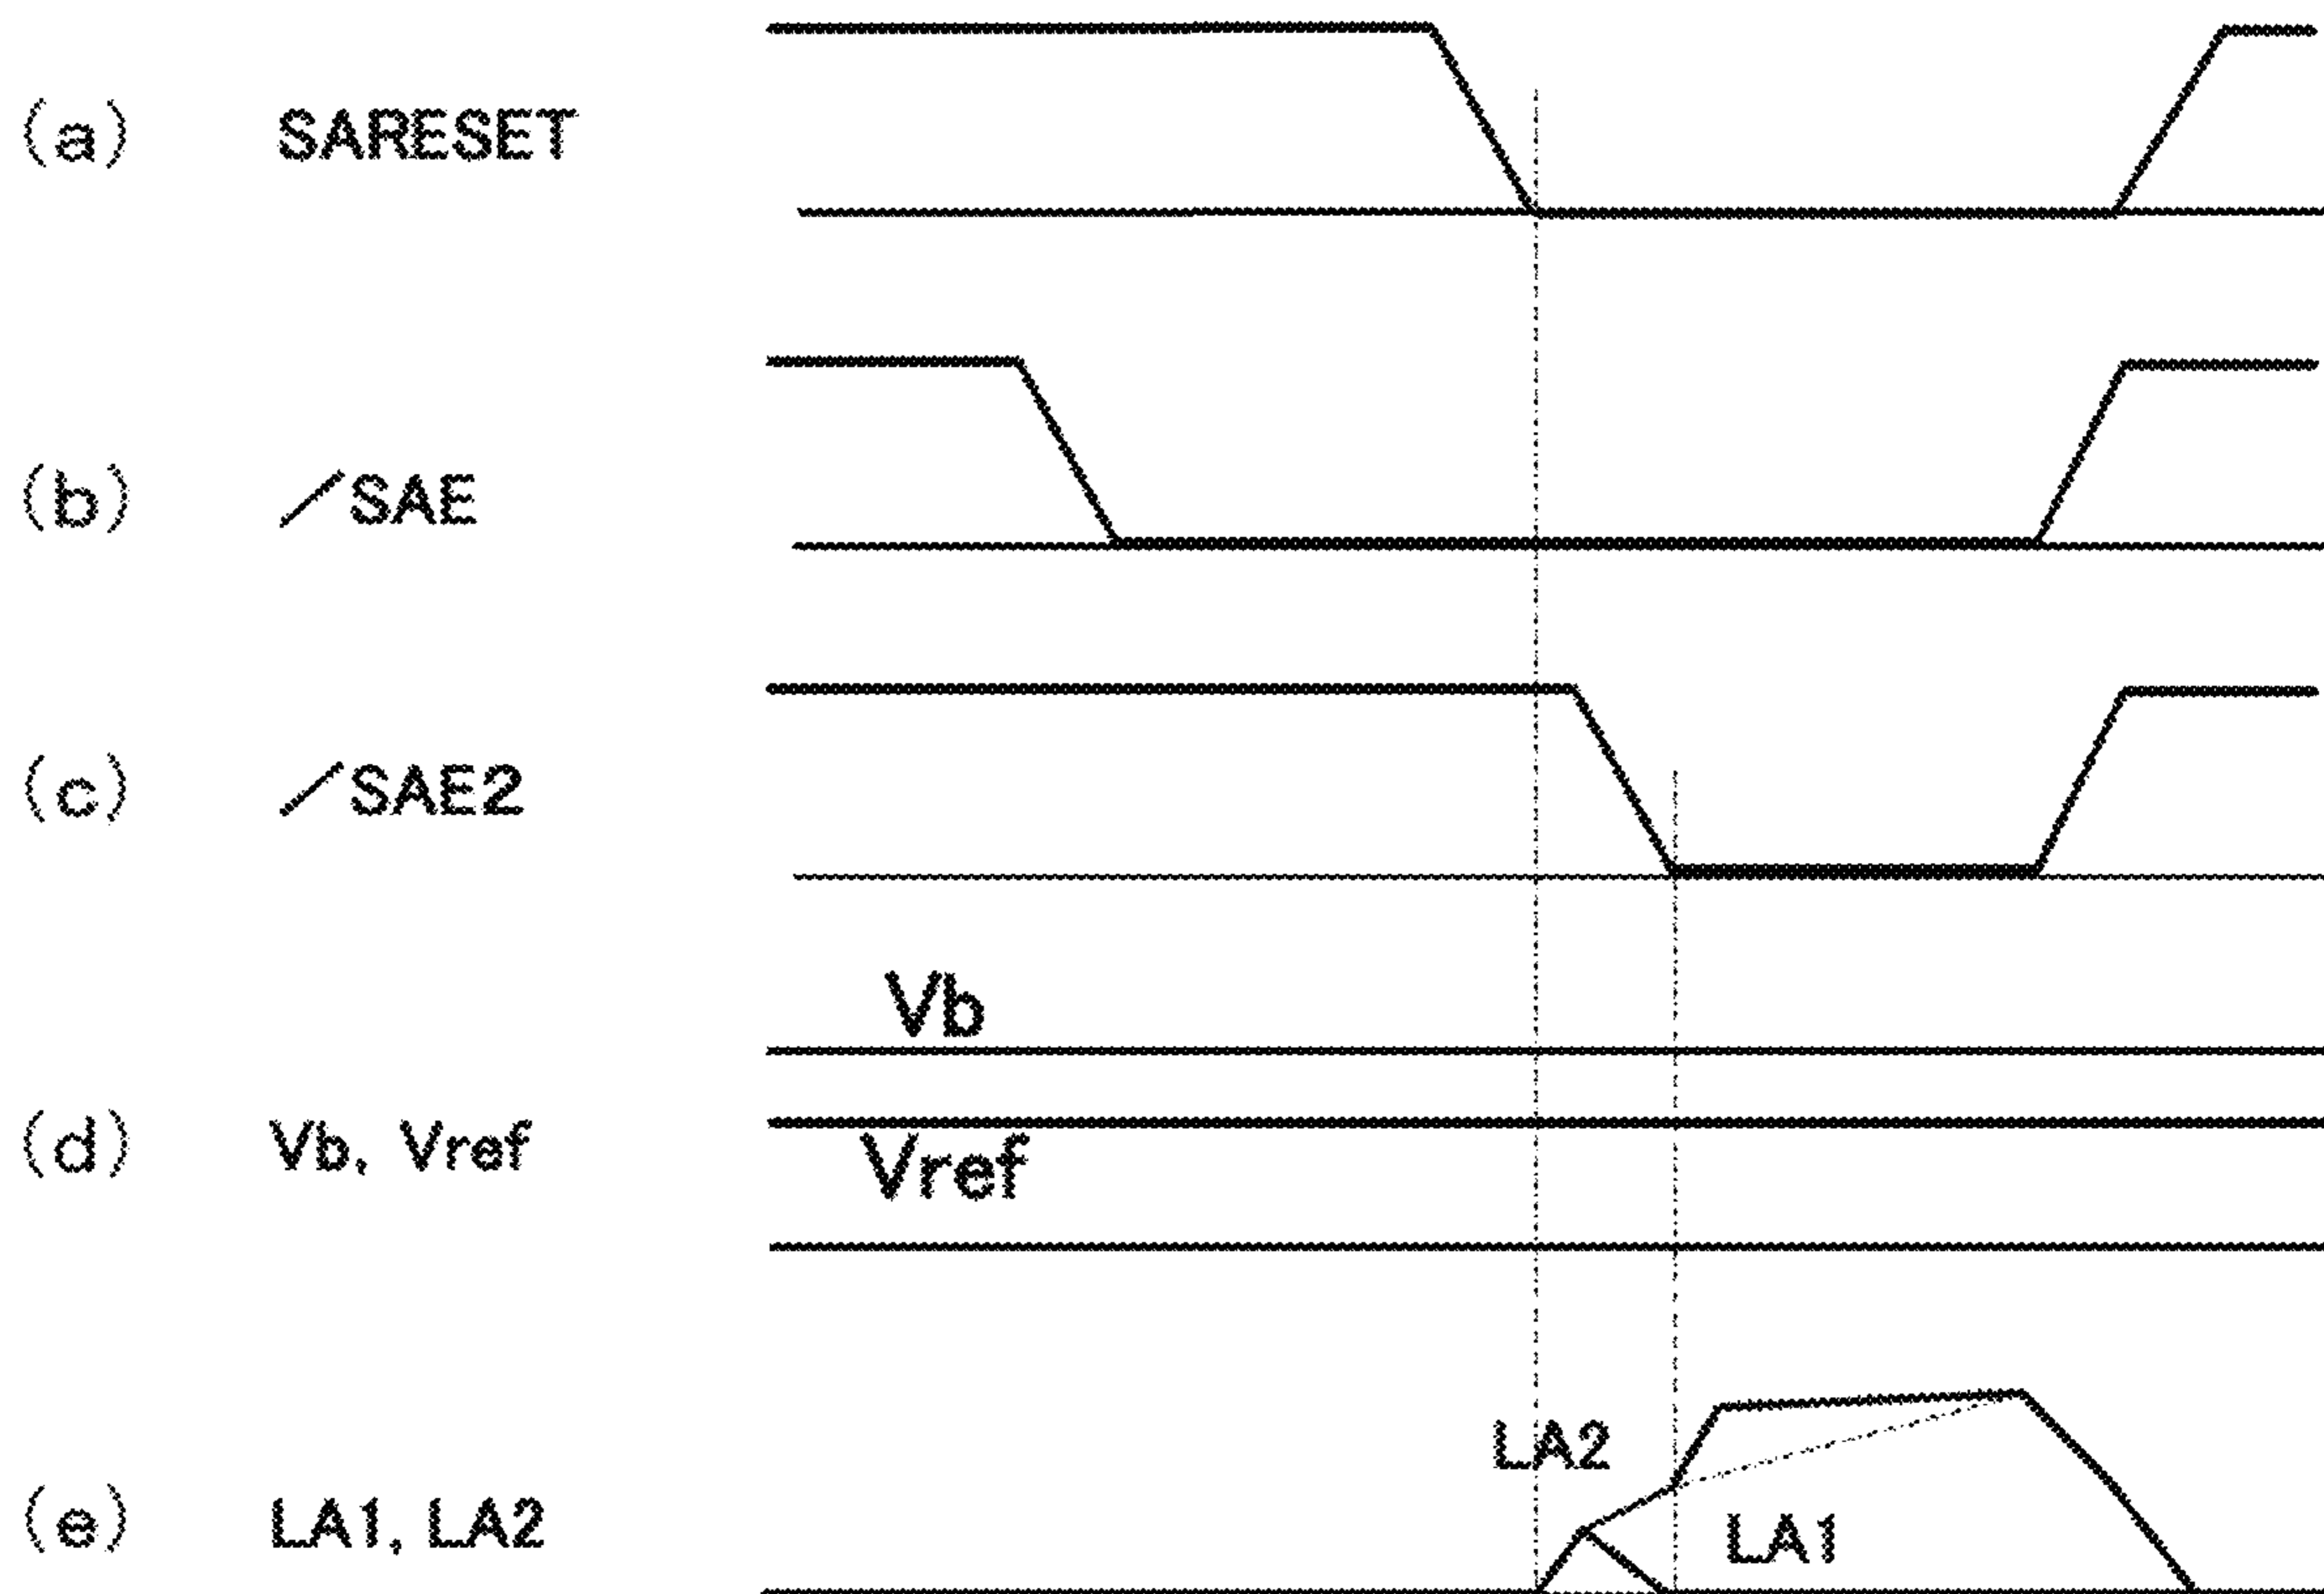 (a) SARESET
(b) ／SAE
(c) ／SAE2
Vb
(d) Vb, Vref
Vref
LA2
(e) LA1, LA2
LA1